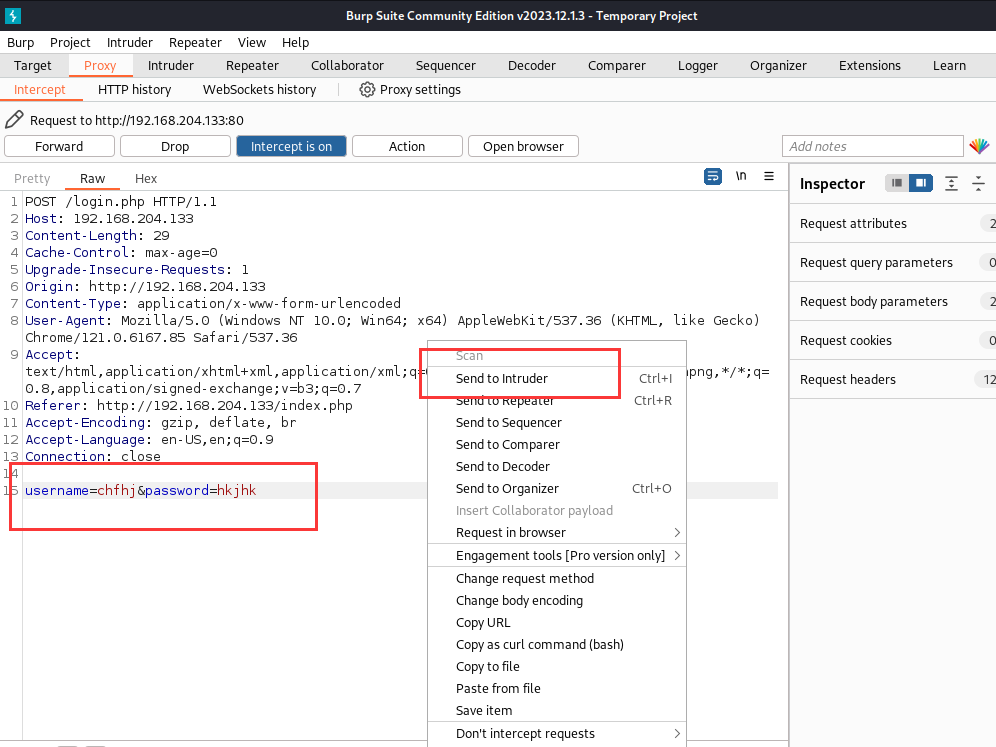 Burp Suite Community Edition v2023.12.1.3 - Temporary Project
Burp Project Intruder Repeater View Help
Target Proxy Intruder Repeater Collaborator Sequencer Decoder Comparer Logger Organizer Extensions Learn
Intercept HTTP history WebSockets history Proxy settings
Request to http://192.168.204.133:80
Forward Drop Intercept is on Action Open browser Add notes
Pretty Raw Hex \n
Inspector
1 POST /login.php HTTP/1.1
2 Host: 192.168.204.133
3 Content-Length: 29
4 Cache-Control: max-age=0
5 Upgrade-Insecure-Requests: 1
6 Origin: http://192.168.204.133
7 Content-Type: application/x-www-form-urlencoded
8 User-Agent: Mozilla/5.0 (Windows NT 10.0; Win64; x64) AppleWebKit/537.36 (KHTML, like Gecko)
Chrome/121.0.6167.85 Safari/537.36
9 Accept:
text/html,application/xhtml+xml,application/xml;q= apng,*/*;q=
0.8,application/signed-exchange;v=b3;q=0.7
10 Referer: http://192.168.204.133/index.php
11 Accept-Encoding: gzip, deflate, br
12 Accept-Language: en-US,en;q=0.9
13 Connection: close
14
15 username=chfhj&password=hkjhk
Scan
Send to Intruder Ctrl+I
Send to Repeater Ctrl+R
Send to Sequencer
Send to Comparer
Send to Decoder
Send to Organizer Ctrl+O
Insert Collaborator payload
Request in browser
Engagement tools [Pro version only]
Change request method
Change body encoding
Copy URL
Copy as curl command (bash)
Copy to file
Paste from file
Save item
Don't intercept requests
Request attributes 2
Request query parameters 0
Request body parameters 2
Request cookies 0
Request headers 12